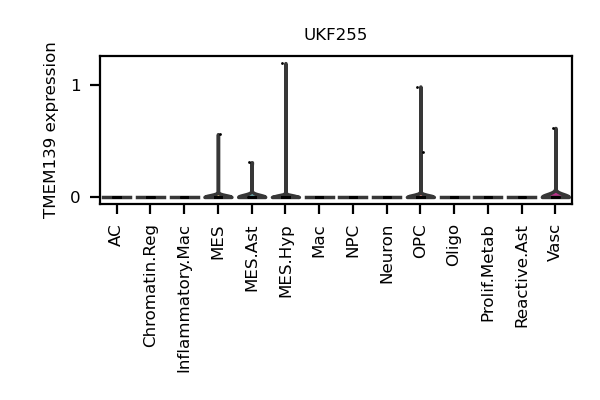 UKF255
TMEM139 expression
1
0
AC
Chromatin.Reg
Inflammatory.Mac
MES
MES.Ast
MES.Hyp
Mac
NPC
Neuron
OPC
Oligo
Prolif.Metab
Reactive.Ast
Vasc